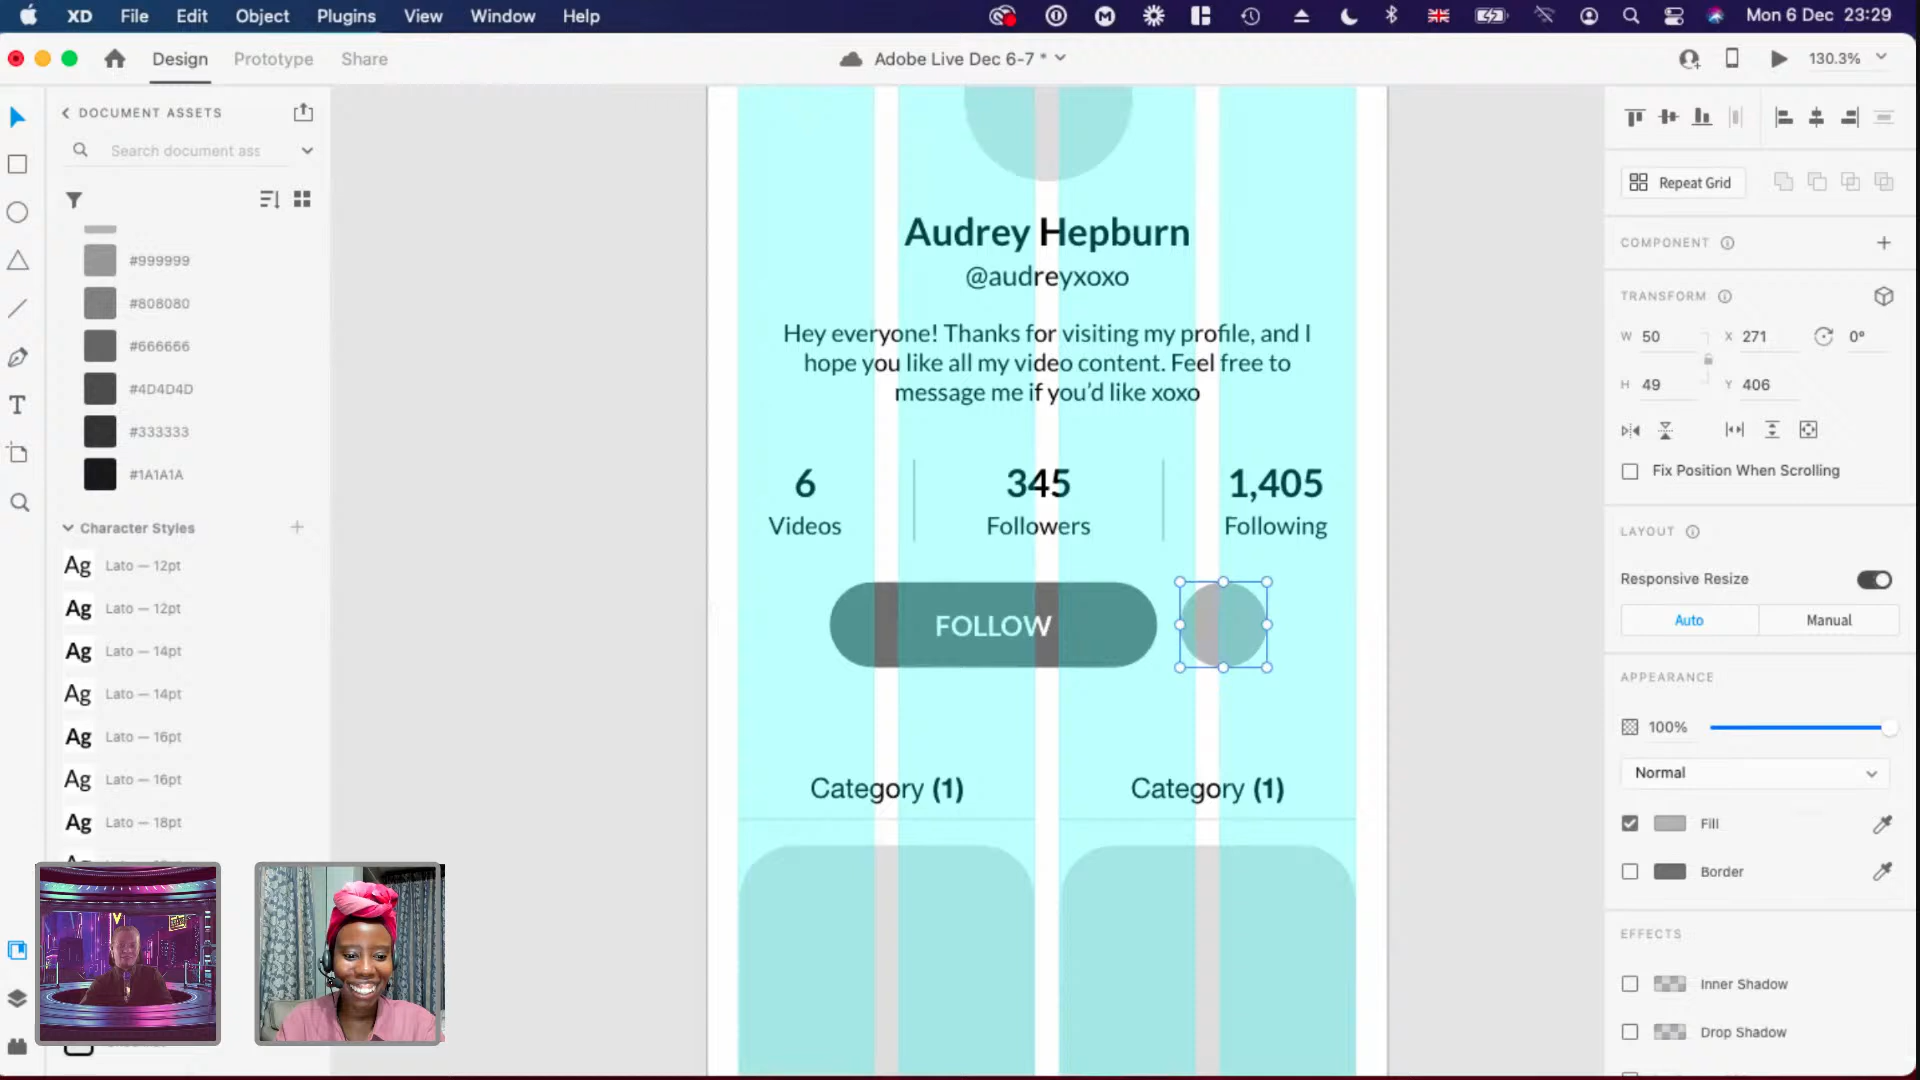 XD File Edit Object Plugins View Window Help
Mon 6 Dec 23:29
Design Prototype Share
Adobe Live Dec 6-7 *
130.3%
DOCUMENT ASSETS
Search document ass
#999999
#808080
#666666
#4D4D4D
#333333
#1A1A1A
Character Styles
Ag Lato — 12pt
Ag Lato — 12pt
Ag Lato — 14pt
Ag Lato — 14pt
Ag Lato — 16pt
Ag Lato — 16pt
Ag Lato — 18pt
Audrey Hepburn
@audreyxoxo
Hey everyone! Thanks for visiting my profile, and I
hope you like all my video content. Feel free to
message me if you’d like xoxo
6 345 1,405
Videos Followers Following
FOLLOW
Category (1) Category (1)
Repeat Grid
COMPONENT
TRANSFORM
W 50 X 271 0°
H 49 Y 406
Fix Position When Scrolling
LAYOUT
Responsive Resize
Auto Manual
APPEARANCE
100%
Normal
Fill
Border
EFFECTS
Inner Shadow
Drop Shadow